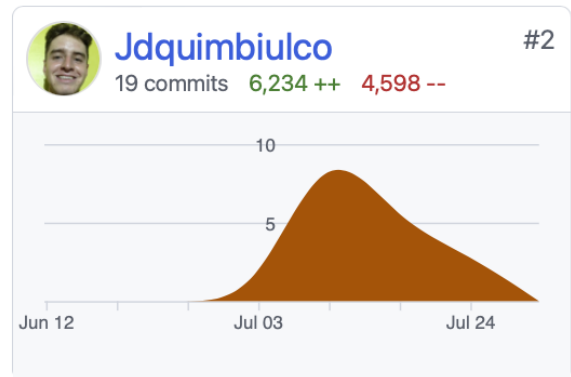 Jdquimbiulco
#2
19 commits 6,234 ++ 4,598 --
10
5
Jun 12 Jul 03 Jul 24